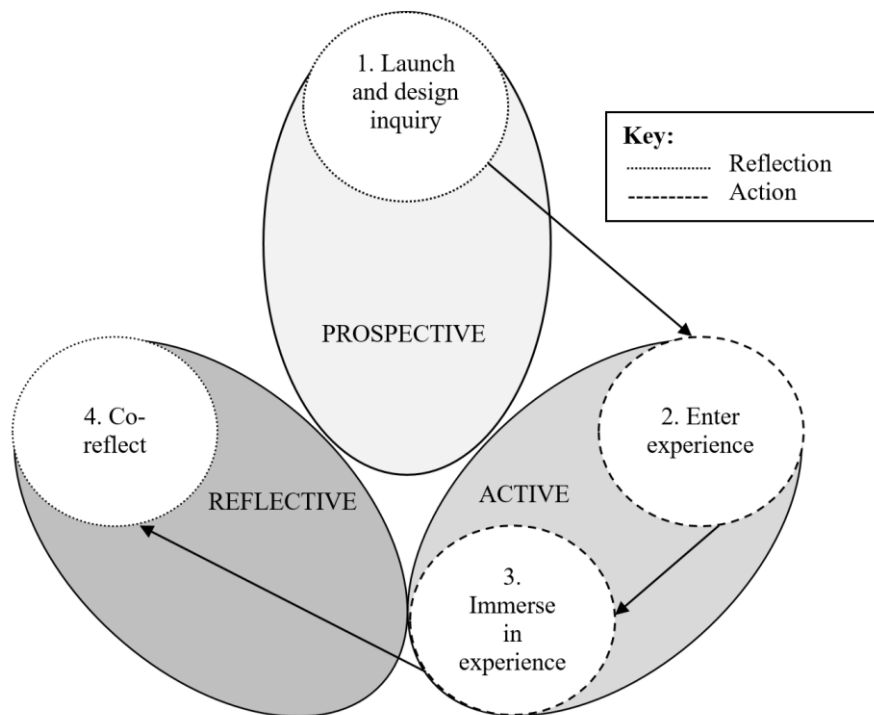 1. Launch
and design
inquiry
Key:
Reflection
Action
PROSPECTIVE
2. Enter
experience
4. Co-
reflect
REFLECTIVE
ACTIVE
3.
Immerse
in
experience